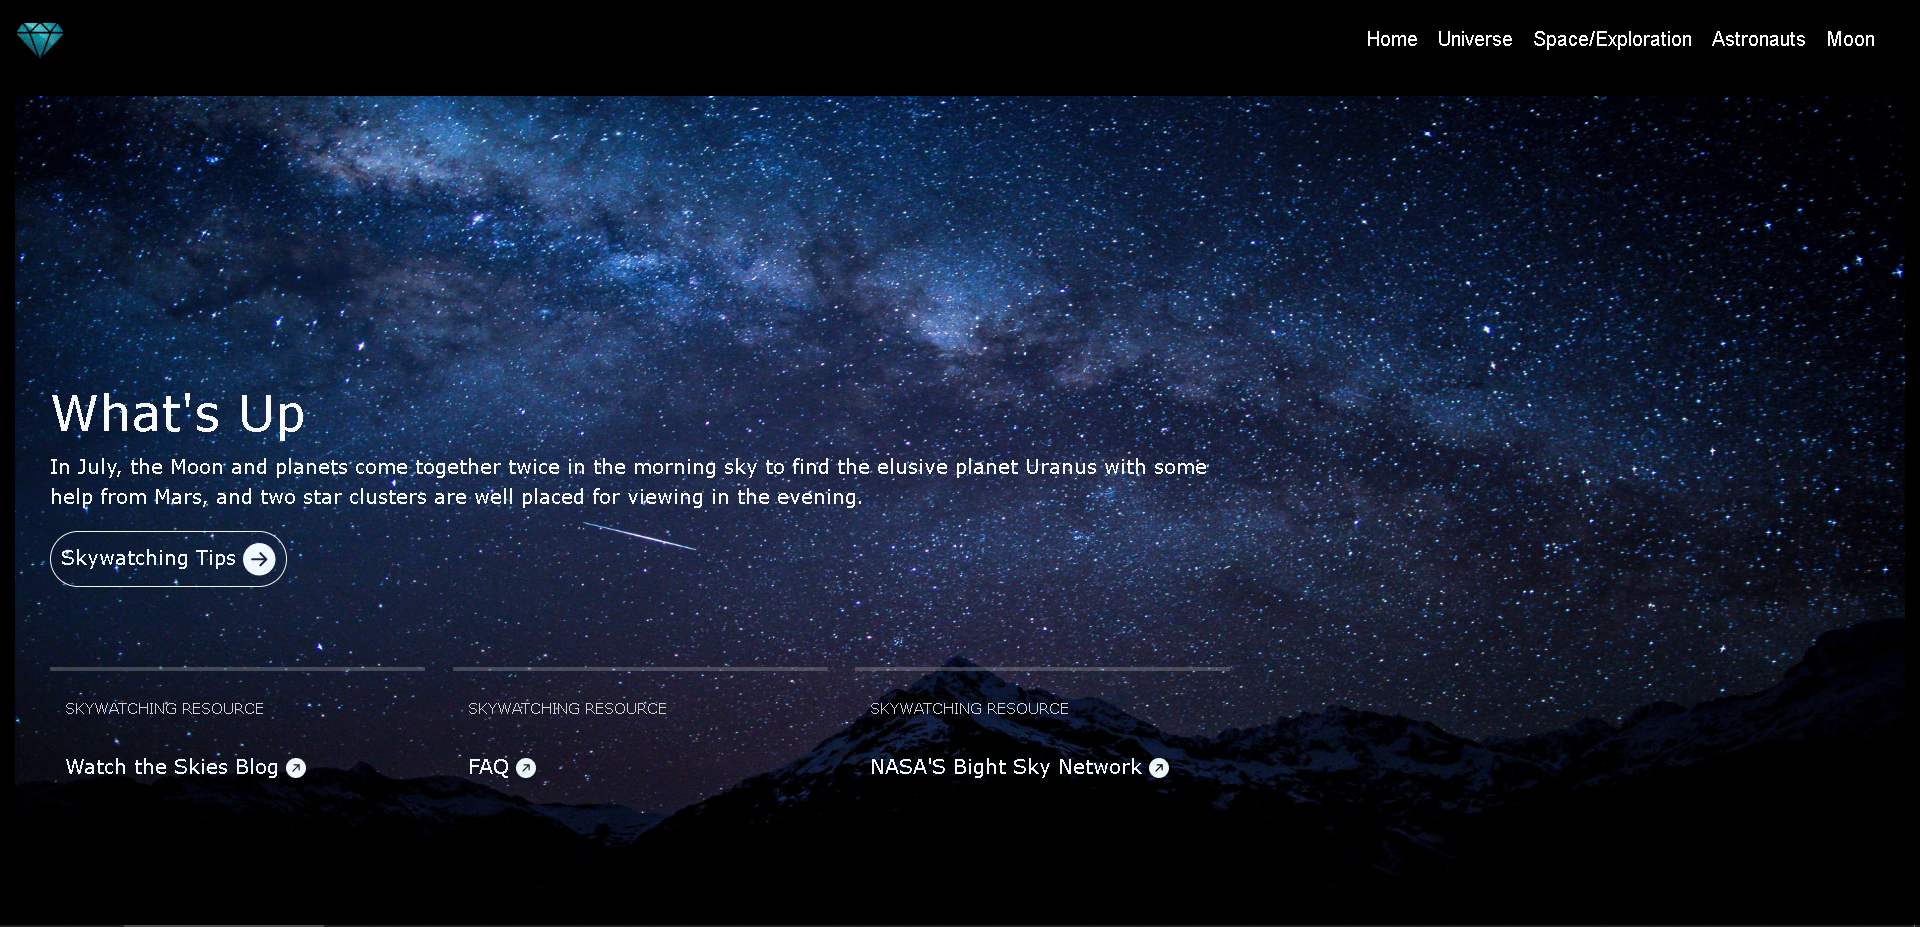 Home Universe Space/Exploration Astronauts Moon
What's Up
In July, the Moon and planets come together twice in the morning sky to find the elusive planet Uranus with some
help from Mars, and two star clusters are well placed for viewing in the evening.
Skywatching Tips
SKYWATCHING RESOURCE SKYWATCHING RESOURCE SKYWATCHING RESOURCE
Watch the Skies Blog FAQ NASA'S Bight Sky Network